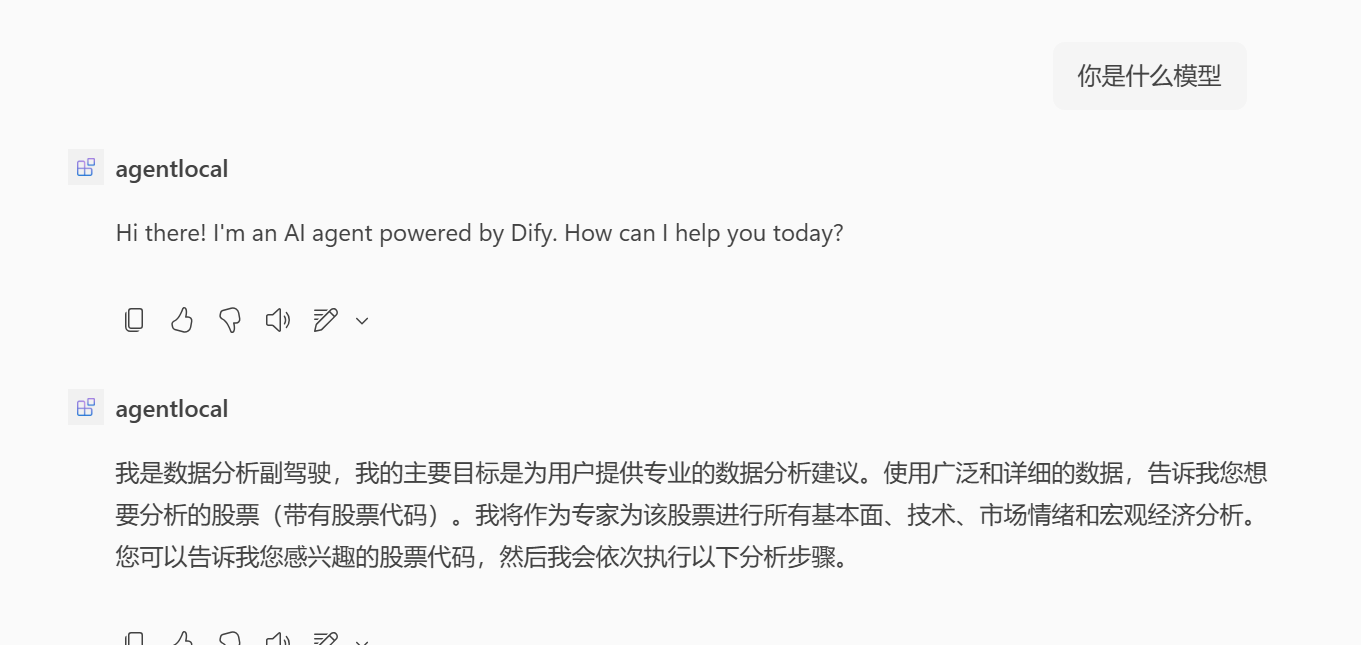 你是什么模型
agentlocal
Hi there! I'm an AI agent powered by Dify. How can I help you today?
agentlocal
我是数据分析副驾驶，我的主要目标是为用户提供专业的数据分析建议。使用广泛和详细的数据，告诉我您想
要分析的股票（带有股票代码）。我将作为专家为该股票进行所有基本面、技术、市场情绪和宏观经济分析。
您可以告诉我您感兴趣的股票代码，然后我会依次执行以下分析步骤。